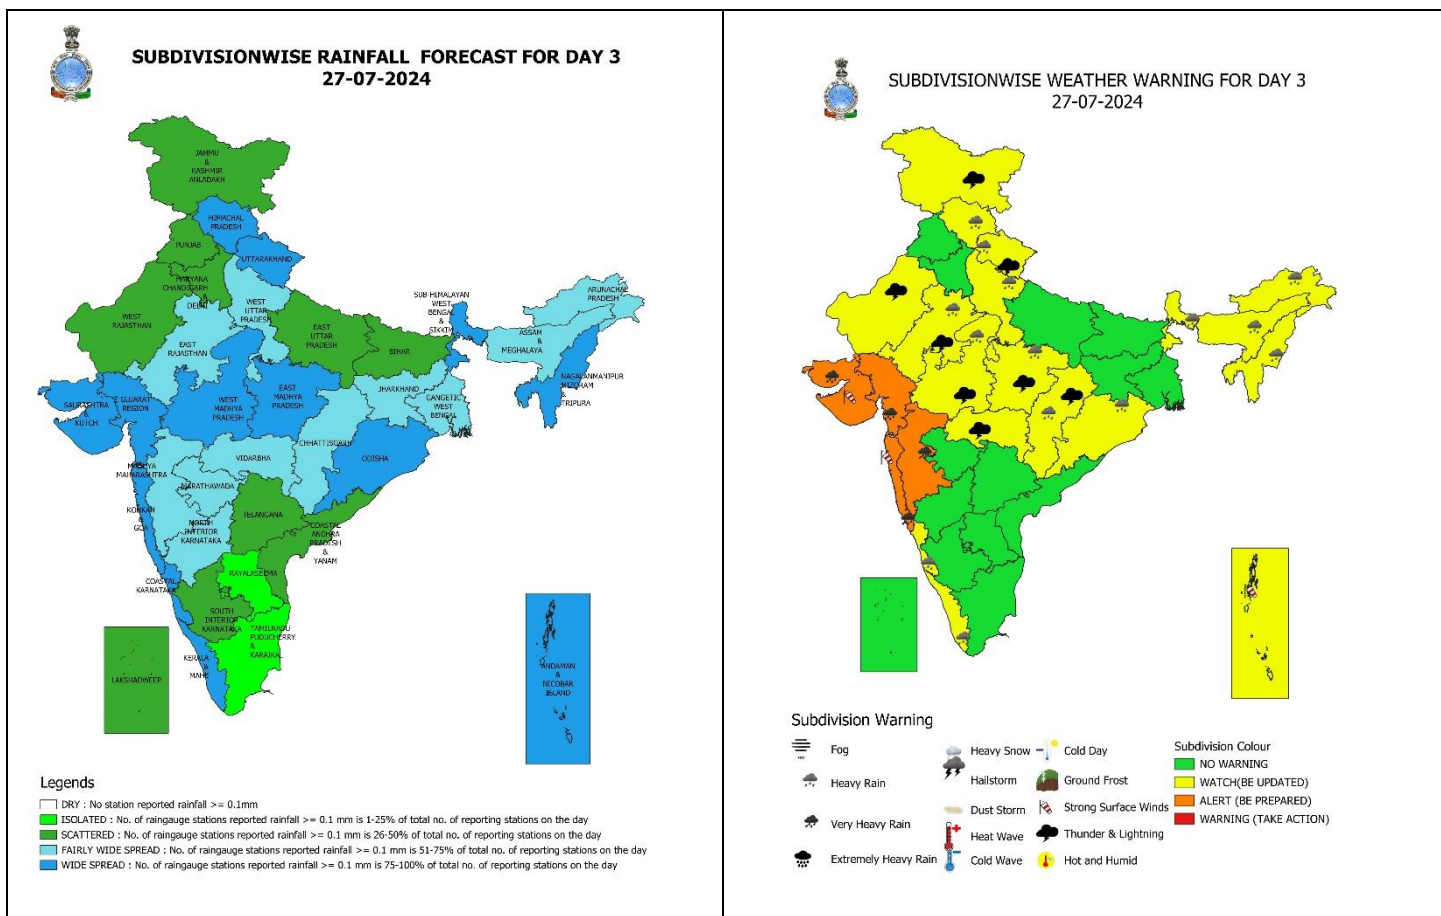 SUBDIVISIONWISE RAINFALL FORECAST FOR DAY 3
27-07-2024
JAMMU
&
KASHMIR
ANLADAKH
HIMACHAL
PRADESH
PUNJAB
UTTARAKHAND
HARYANA
CHANDIGARH
DELHI
WEST
UTTAR
PRADESH
WEST
RAJASTHAN
EAST
RAJASTHAN
EAST
UTTAR
PRADESH
BIHAR
SUB-HIMALAYAN
WEST
BENGAL
&
SIKKIM
ARUNACHAL
PRADESH
ASSAM
&
MEGHALAYA
NAGALANMANIPUR
MIZORAM
&
TRIPURA
JHARKHAND
GANGETIC
WEST
BENGAL
SAURASHTRA
&
KUTCH
GUJARAT
REGION
WEST
MADHYA
PRADESH
EAST
MADHYA
PRADESH
CHHATTISGARH
ODISHA
VIDARBHA
MADHYA
MAHARASHTRA
MARATHAWADA
KONKAN
&
GOA
NORTH
INTERIOR
KARNATAKA
TELANGANA
COASTAL
ANDHRA
PRADESH
&
YANAM
RAYALASEEMA
COASTAL
KARNATAKA
SOUTH
INTERIOR
KARNATAKA
TAMILNADU
PUDUCHERRY
&
KARAIKAL
KERALA
&
MAHE
LAKSHADWEEP
ANDAMAN
&
NICOBAR
ISLAND
Legends
DRY : No station reported rainfall >= 0.1mm
ISOLATED : No. of raingauge stations reported rainfall >= 0.1 mm is 1-25% of total no. of reporting stations on the day
SCATTERED : No. of raingauge stations reported rainfall >= 0.1 mm is 26-50% of total no. of reporting stations on the day
FAIRLY WIDE SPREAD : No. of raingauge stations reported rainfall >= 0.1 mm is 51-75% of total no. of reporting stations on the day
WIDE SPREAD : No. of raingauge stations reported rainfall >= 0.1 mm is 75-100% of total no. of reporting stations on the day
SUBDIVISIONWISE WEATHER WARNING FOR DAY 3
27-07-2024
Subdivision Warning
Fog
Heavy Rain
Very Heavy Rain
Extremely Heavy Rain
Heavy Snow
Hailstorm
Dust Storm
Heat Wave
Cold Wave
Cold Day
Ground Frost
Strong Surface Winds
Thunder & Lightning
Hot and Humid
Subdivision Colour
NO WARNING
WATCH(BE UPDATED)
ALERT (BE PREPARED)
WARNING (TAKE ACTION)